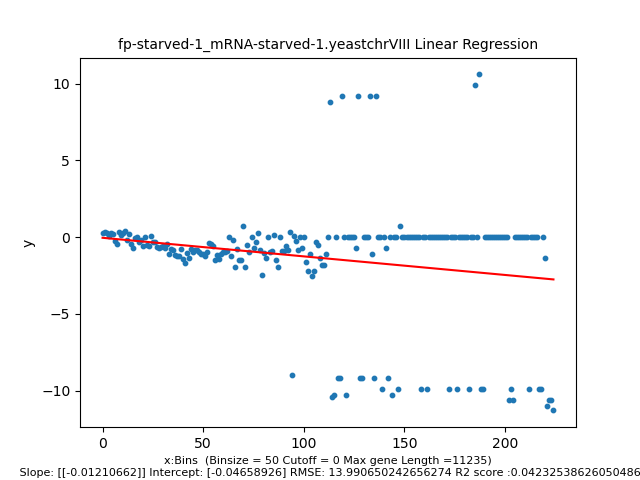 fp-starved-1_mRNA-starved-1.yeastchrVIII Linear Regression
10
5
0
−5
−10
y
0
50
100
150
200
x:Bins (Binsize = 50 Cutoff = 0 Max gene Length =11235)
Slope: [[-0.01210662]] Intercept: [-0.04658926] RMSE: 13.990650242656274 R2 score :0.04232538626050486